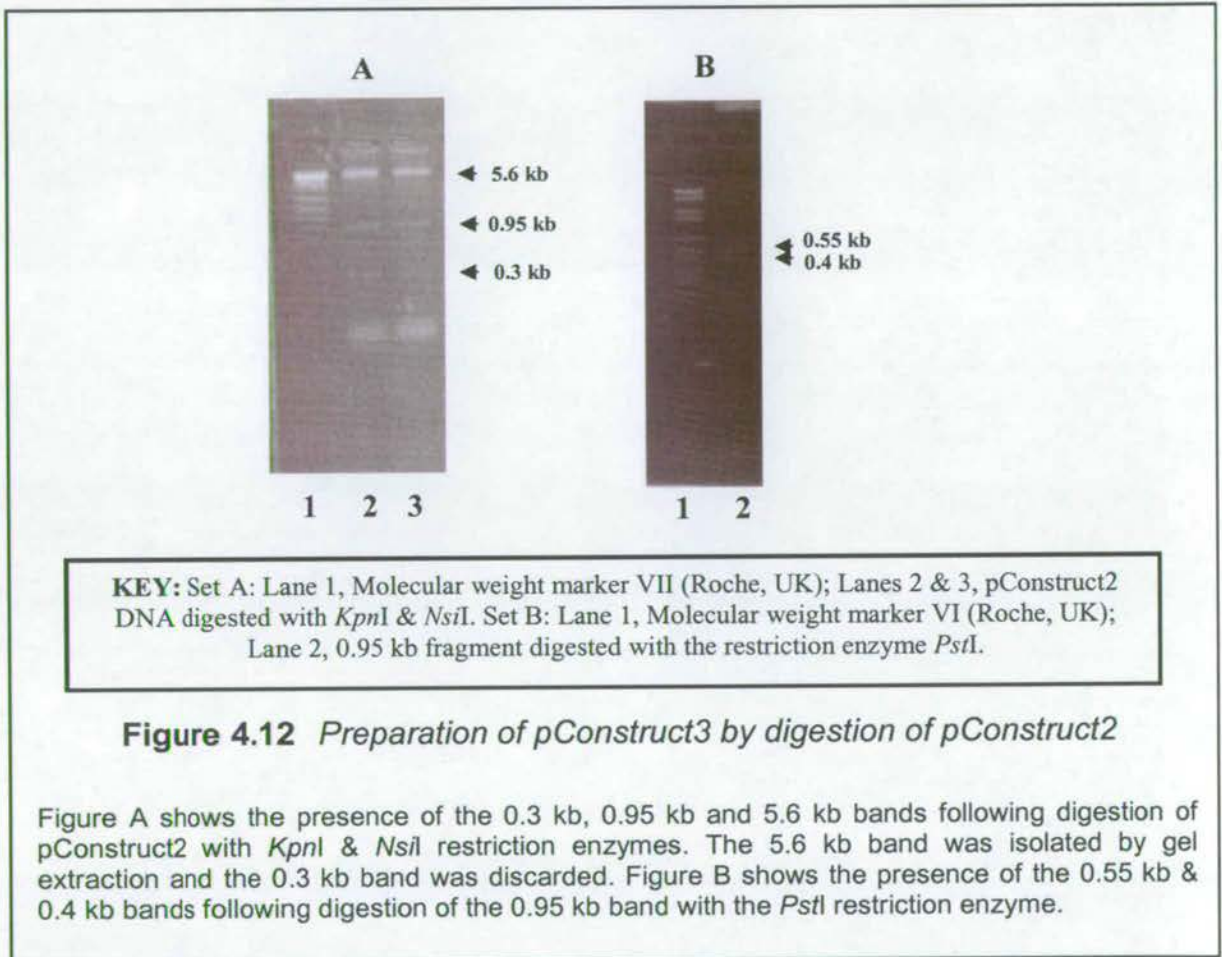 A
B
5.6 kb
0.95 kb
0.3 kb
0.55 kb
0.4 kb
1 2 3
1 2
KEY: Set A: Lane 1, Molecular weight marker VII (Roche, UK); Lanes 2 & 3, pConstruct2
DNA digested with KpnI & NsiI. Set B: Lane 1, Molecular weight marker VI (Roche, UK);
Lane 2, 0.95 kb fragment digested with the restriction enzyme PstI.
Figure 4.12 Preparation of pConstruct3 by digestion of pConstruct2
Figure A shows the presence of the 0.3 kb, 0.95 kb and 5.6 kb bands following digestion of
pConstruct2 with KpnI & NsiI restriction enzymes. The 5.6 kb band was isolated by gel
extraction and the 0.3 kb band was discarded. Figure B shows the presence of the 0.55 kb &
0.4 kb bands following digestion of the 0.95 kb band with the PstI restriction enzyme.